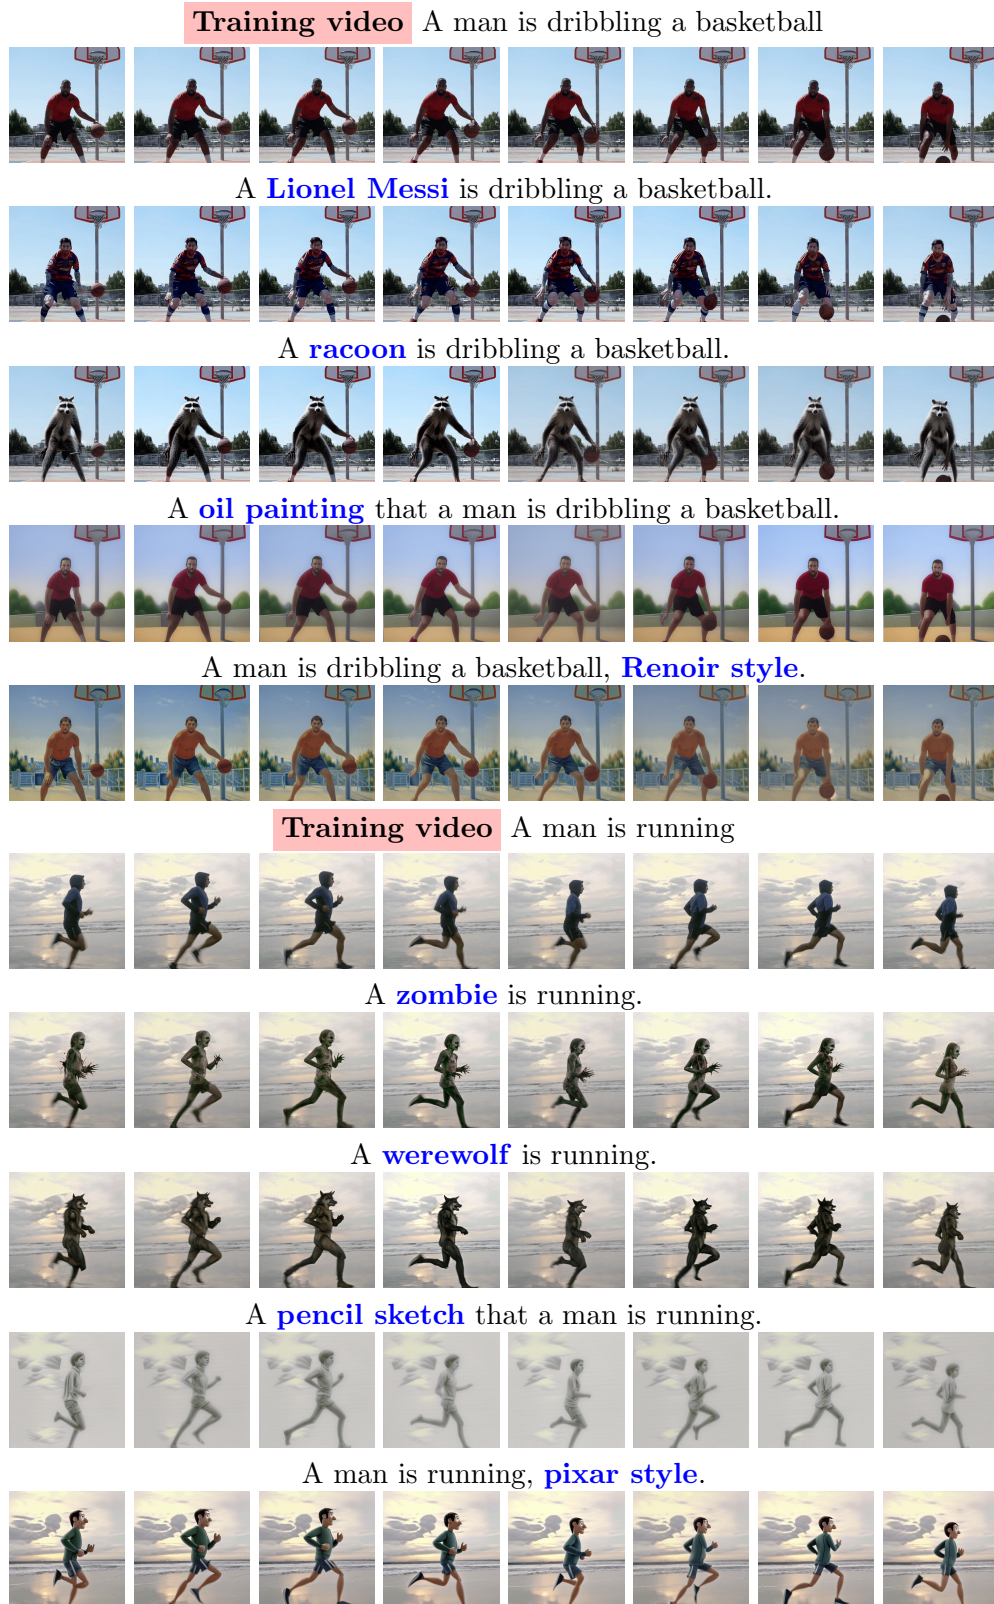 Training video A man is dribbling a basketball
A Lionel Messi is dribbling a basketball.
A racoon is dribbling a basketball.
A oil painting that a man is dribbling a basketball.
A man is dribbling a basketball, Renoir style.
Training video A man is running
A zombie is running.
A werewolf is running.
A pencil sketch that a man is running.
A man is running, pixar style.